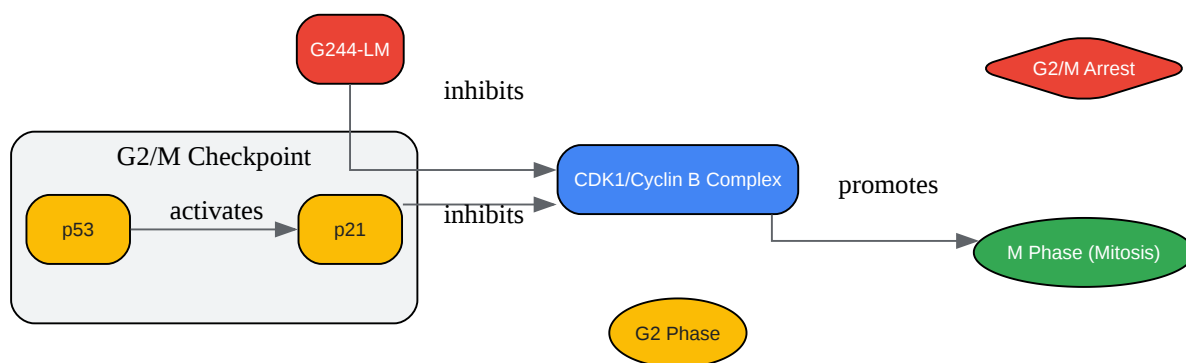 G244-LM
G2/M Arrest
inhibits
G2/M Checkpoint
CDK1/Cyclin B Complex
promotes
activates
inhibits
p53
p21
M Phase (Mitosis)
G2 Phase